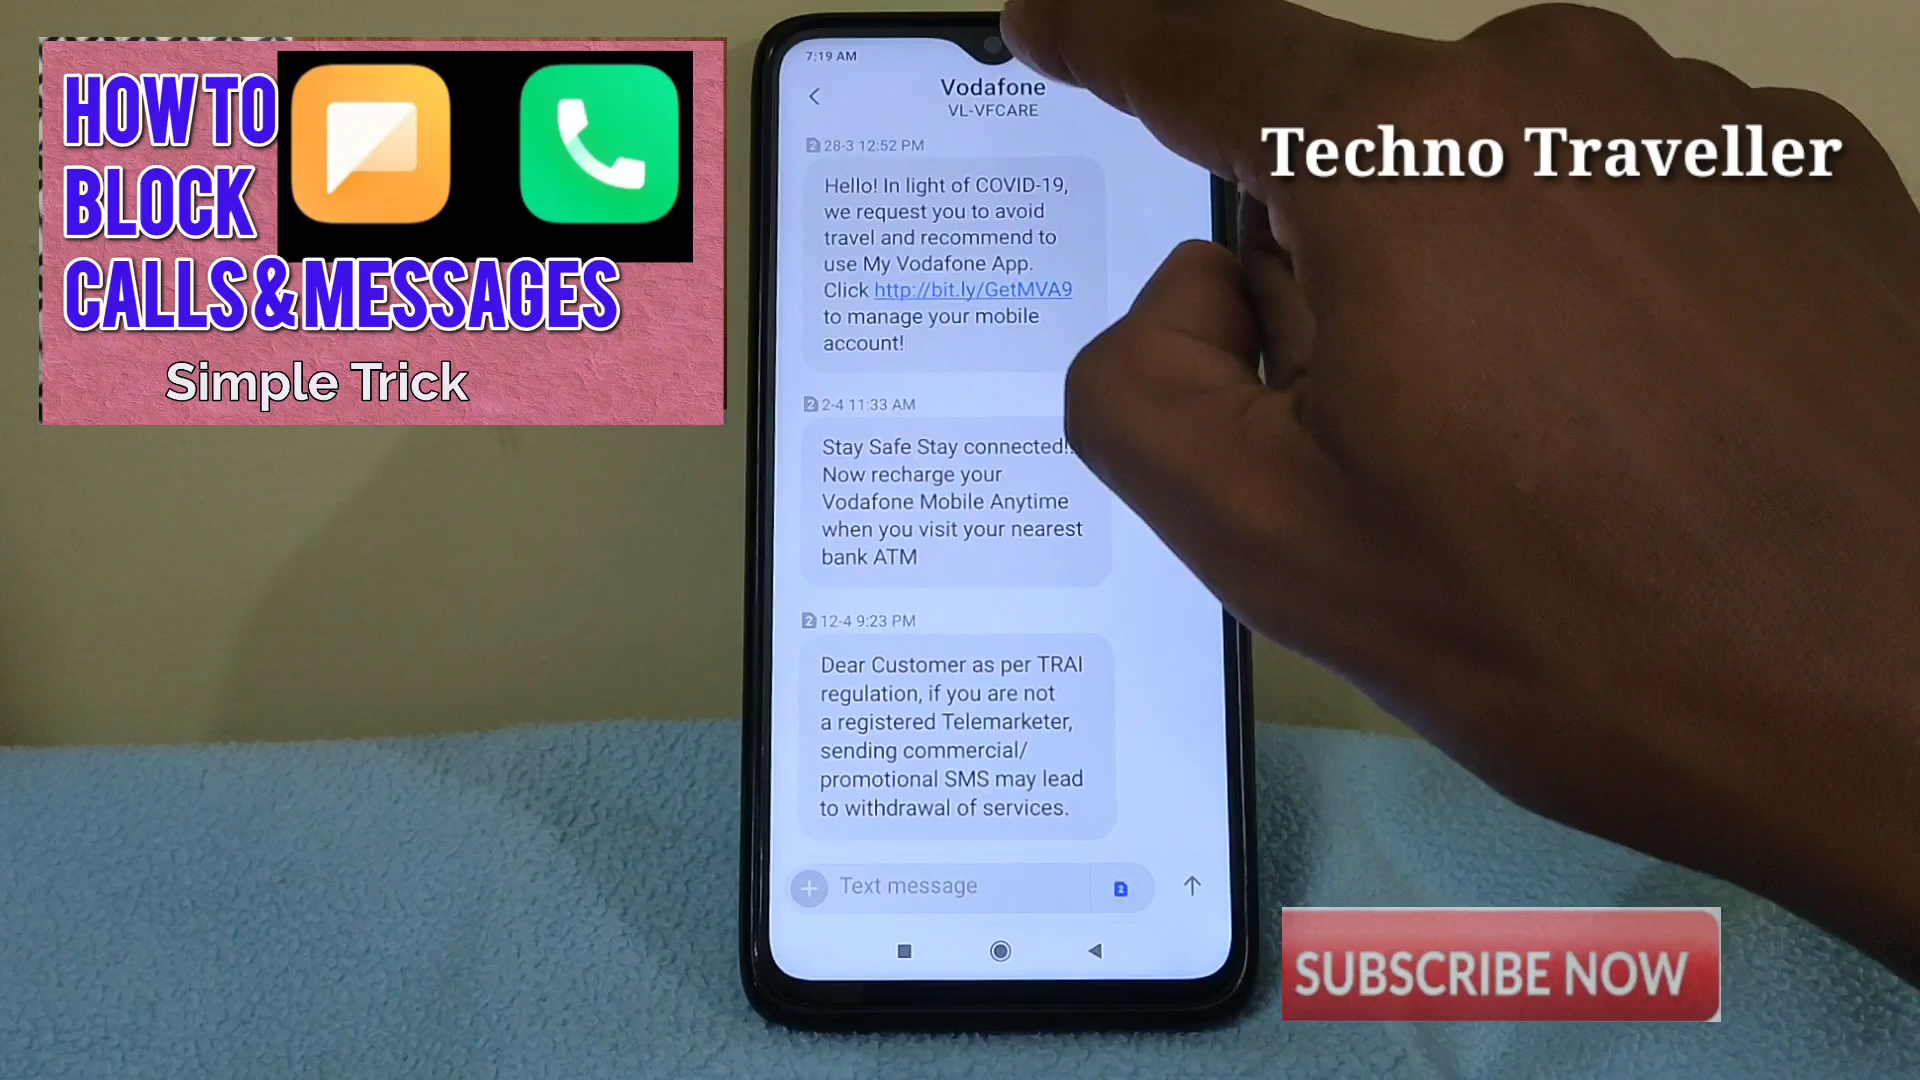 HOW TO
BLOCK
CALLS & MESSAGES
Simple Trick
7:19 AM
Vodafone
VL-VFCARE
2 28-3 12:52 PM
Hello! In light of COVID-19,
we request you to avoid
travel and recommend to
use My Vodafone App.
Click http://bit.ly/GetMVA9
to manage your mobile
account!
2 2-4 11:33 AM
Stay Safe Stay connected!!
Now recharge your
Vodafone Mobile Anytime
when you visit your nearest
bank ATM
2 12-4 9:23 PM
Dear Customer as per TRAI
regulation, if you are not
a registered Telemarketer,
sending commercial/
promotional SMS may lead
to withdrawal of services.
Text message
2
Techno Traveller
SUBSCRIBE NOW